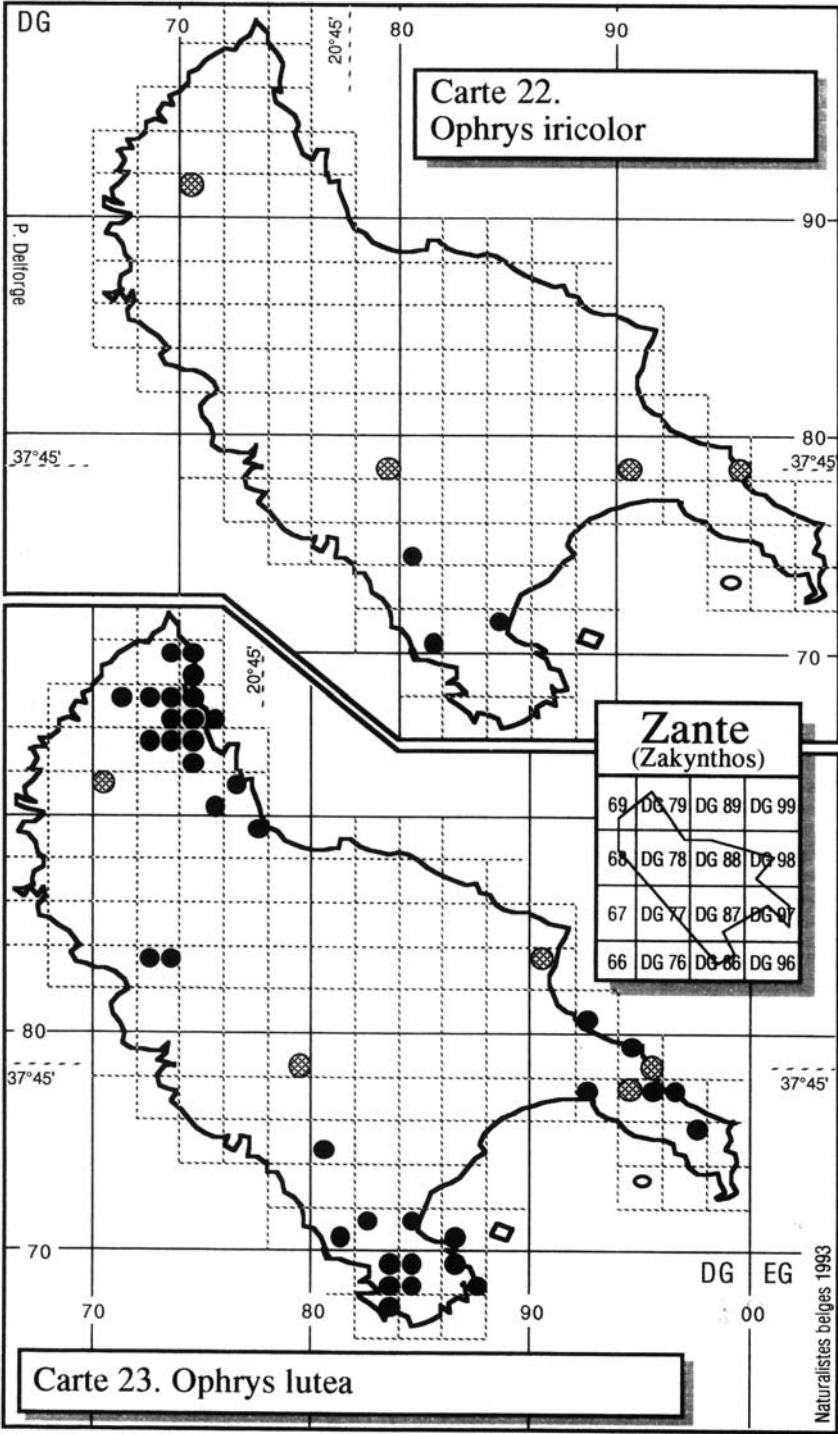 DG
70
80
90
20°45'
Carte 22.
Ophrys iricolor
90
P. Delforge
80
37°45'
37°45'
70
20°45'
Zante
(Zakynthos)
69 DG 79 DG 89 DG 99
68 DG 78 DG 88 DG 98
67 DG 77 DG 87 DG 97
66 DG 76 DG 86 DG 96
80
37°45'
37°45'
70
DG EG
70
80
90
00
Carte 23. Ophrys lutea
Naturalistes belges 1993